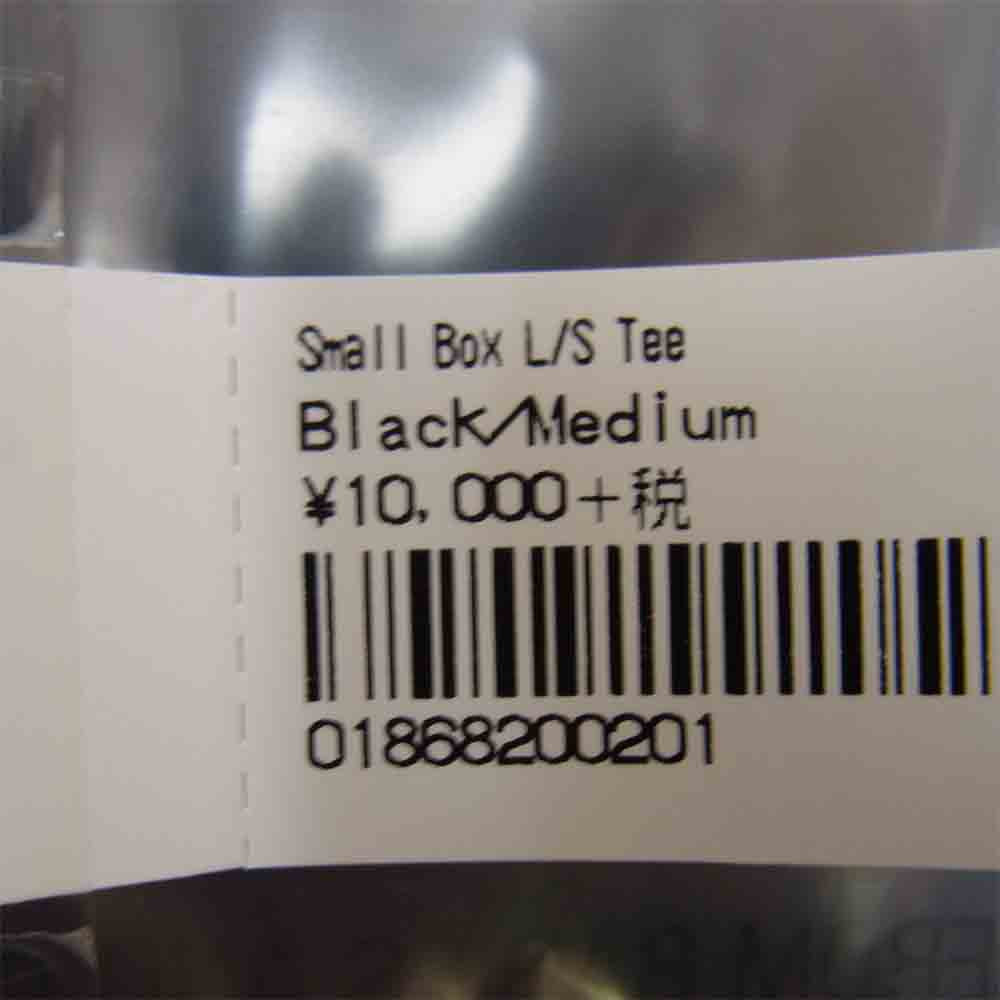 Small Box L/S Tee
Black/Medium
¥10,000+税
01868200201